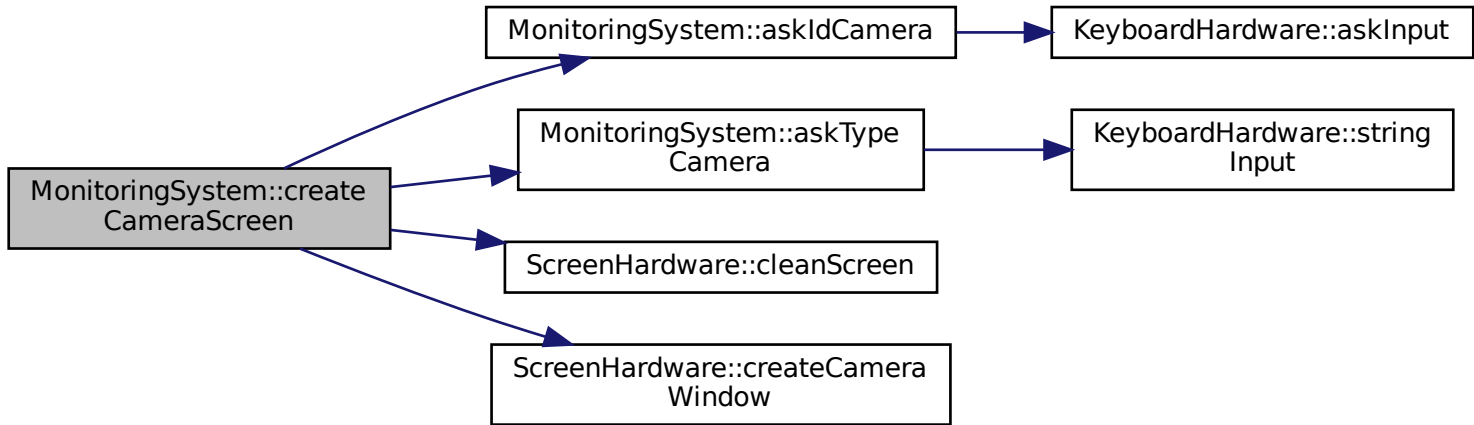 MonitoringSystem::create
CameraScreen
MonitoringSystem::askIdCamera
KeyboardHardware::askInput
MonitoringSystem::askType
Camera
KeyboardHardware::string
Input
ScreenHardware::cleanScreen
ScreenHardware::createCamera
Window